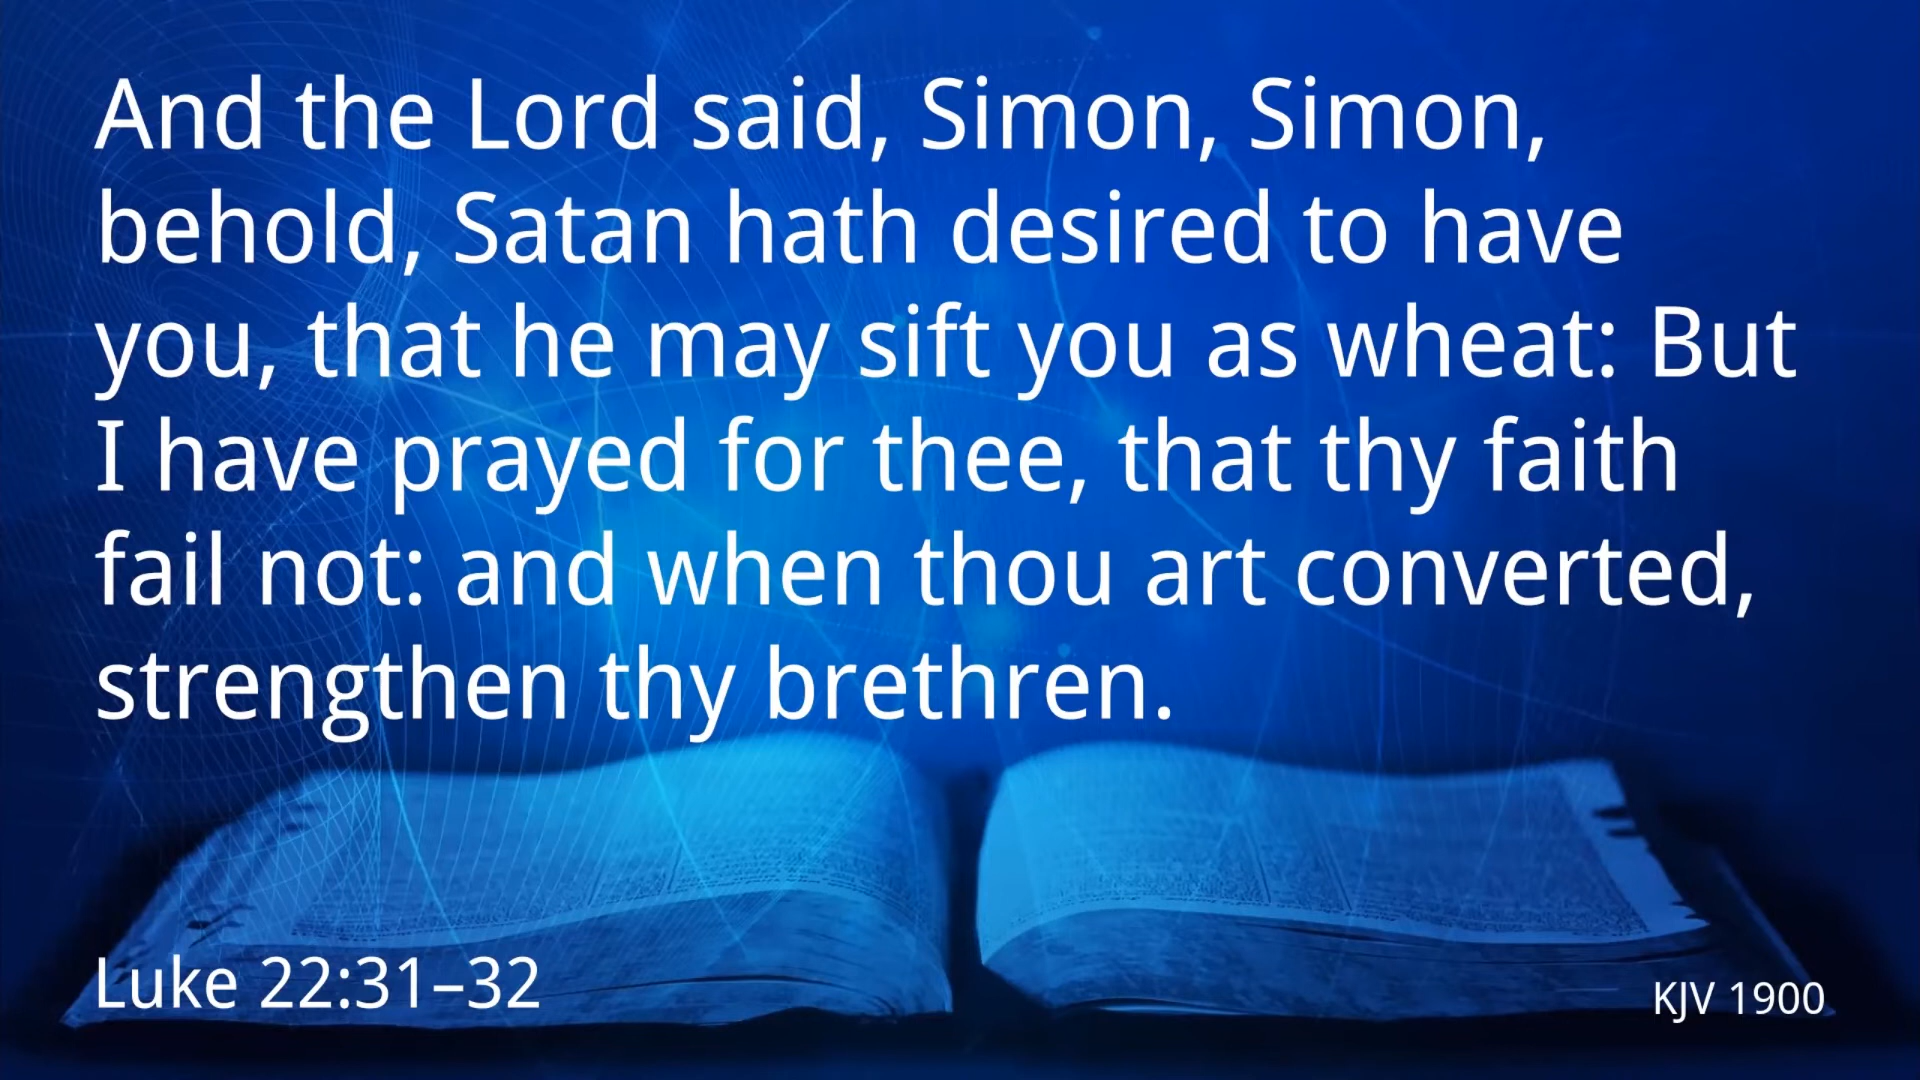 And the Lord said, Simon, Simon,
behold, Satan hath desired to have
you, that he may sift you as wheat: But
I have prayed for thee, that thy faith
fail not: and when thou art converted,
strengthen thy brethren.
Luke 22:31–32
KJV 1900